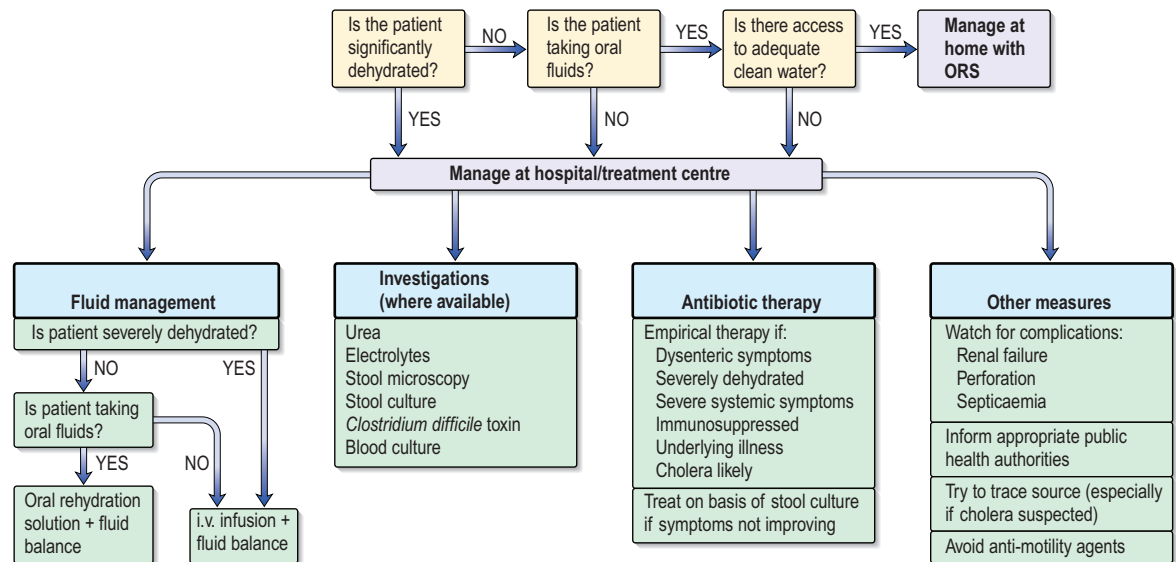 Is the patient
significantly
dehydrated?
NO
Is the patient
taking oral
fluids?
YES
Is there access
to adequate
clean water?
YES
Manage at
home with
ORS
YES
NO
NO
Manage at hospital/treatment centre
Fluid management
Is patient severely dehydrated?
NO
YES
Is patient taking
oral fluids?
YES
NO
Oral rehydration
solution + fluid
balance
i.v. infusion +
fluid balance
Investigations
(where available)
Urea
Electrolytes
Stool microscopy
Stool culture
Clostridium difficile toxin
Blood culture
Antibiotic therapy
Empirical therapy if:
Dysenteric symptoms
Severely dehydrated
Severe systemic symptoms
Immunosuppressed
Underlying illness
Cholera likely
Treat on basis of stool culture
if symptoms not improving
Other measures
Watch for complications:
Renal failure
Perforation
Septicaemia
Inform appropriate public
health authorities
Try to trace source (especially
if cholera suspected)
Avoid anti-motility agents